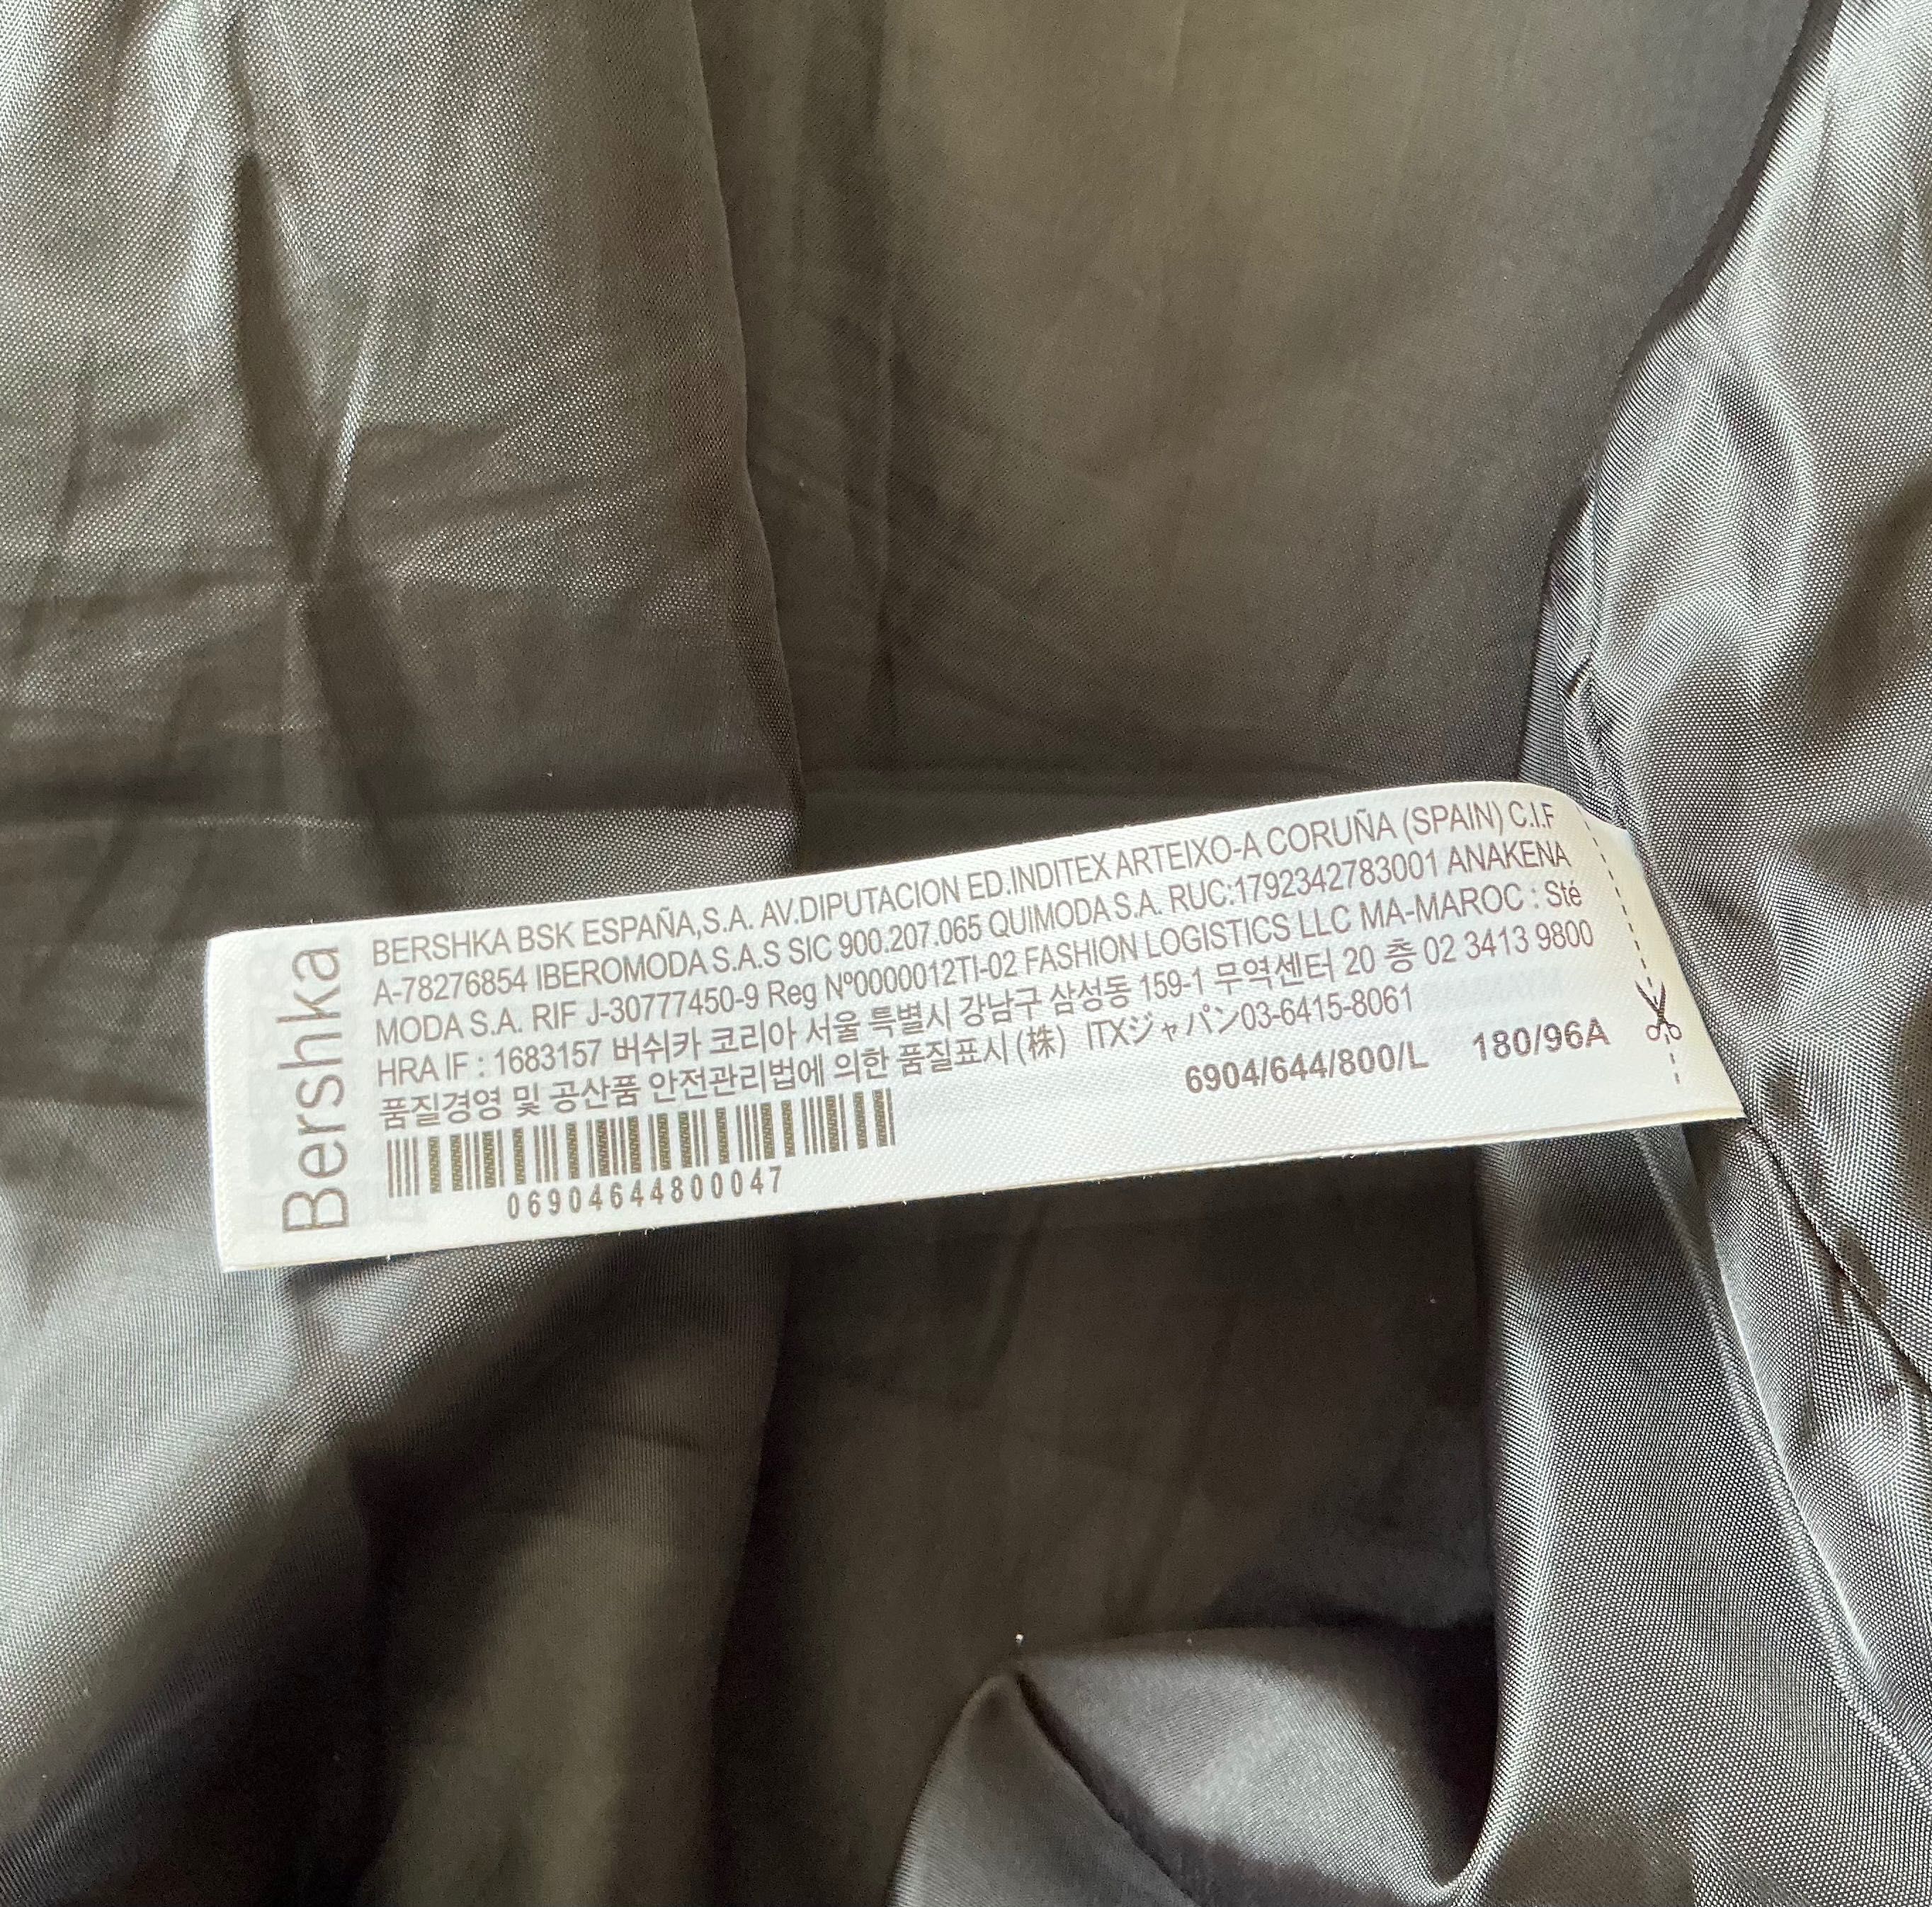 Bershka
BERSHKA BSK ESPAÑA,S.A. AV.DIPUTACION ED.INDITEX ARTEIXO-A CORUÑA (SPAIN) C.I.F
A-78276854 IBEROMODA S.A.S SIC 900.207.065 QUIMODA S.A. RUC:1792342783001 ANAKENA
MODA S.A. RIF J-30777450-9 Reg Nº0000012TI-02 FASHION LOGISTICS LLC MA-MAROC : Sté
HRA IF : 1683157 버쉬카 코리아 서울 특별시 강남구 삼성동 159-1 무역센터 20 층 02 3413 9800
품질경영 및 공산품 안전관리법에 의한 품질표시 (株) ITXジャパン03-6415-8061
6904/644/800/L 180/96A
06904644800047